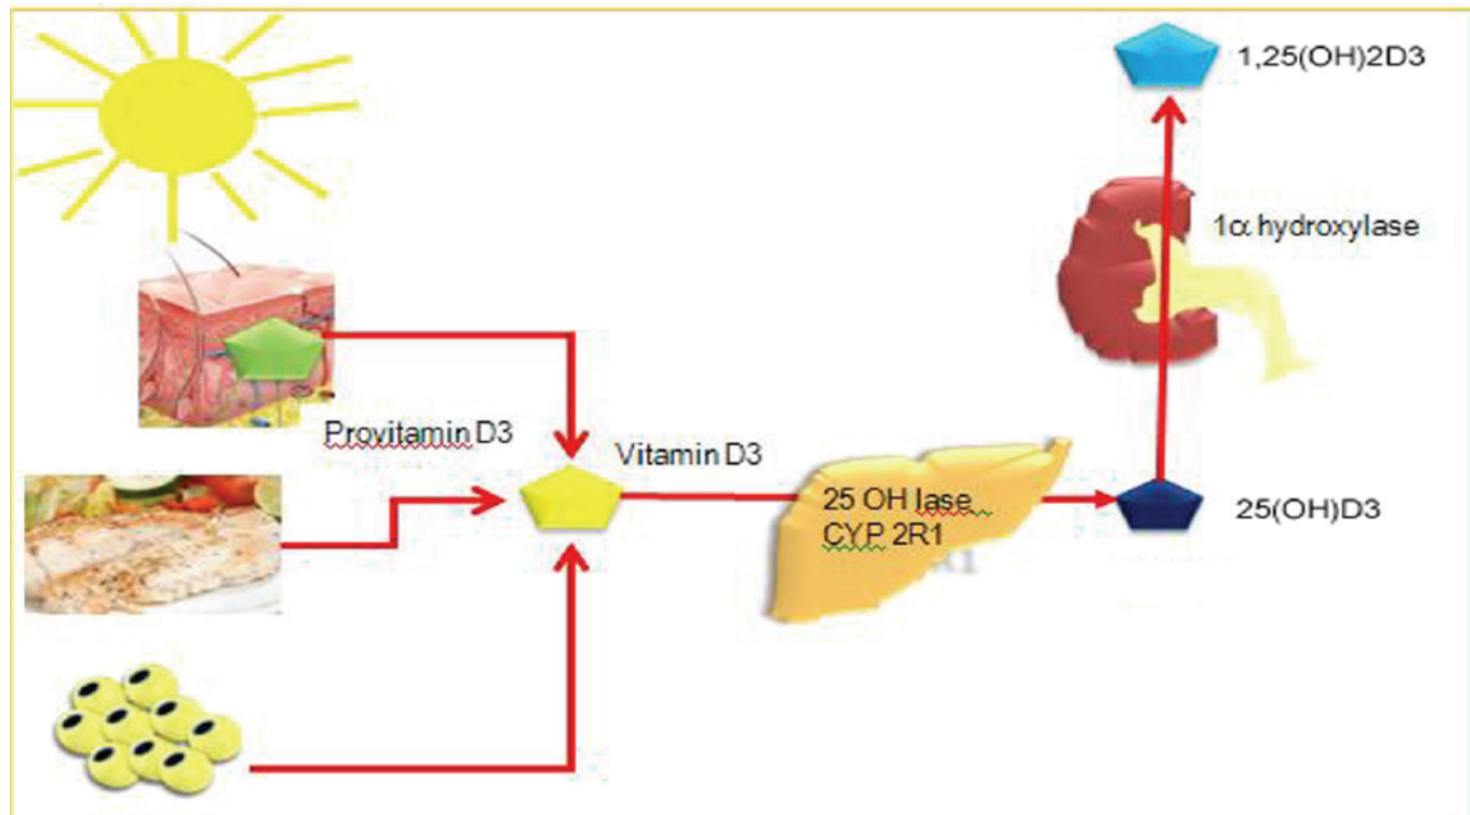 1,25(OH)2D3
1α hydroxylase
Provitamin D3
Vitamin D3
25 OH lase
CYP 2R1
25(OH)D3